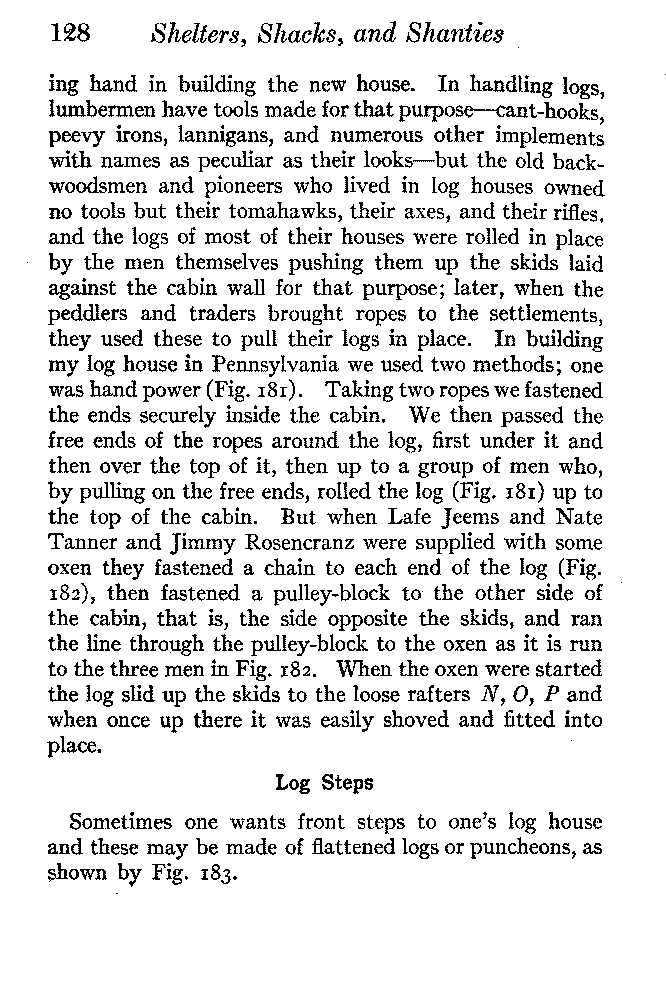 128 Shelters, Shacks, and Shanties
ing hand in building the new house. In handling logs,
lumbermen have tools made for that purpose—cant-hooks,
peevy irons, lannigans, and numerous other implements
with names as peculiar as their looks—but the old back-
woodsmen and pioneers who lived in log houses owned
no tools but their tomahawks, their axes, and their rifles,
and the logs of most of their houses were rolled in place
by the men themselves pushing them up the skids laid
against the cabin wall for that purpose; later, when the
peddlers and traders brought ropes to the settlements,
they used these to pull their logs in place. In building
my log house in Pennsylvania we used two methods; one
was hand power (Fig. 181). Taking two ropes we fastened
the ends securely inside the cabin. We then passed the
free ends of the ropes around the log, first under it and
then over the top of it, then up to a group of men who,
by pulling on the free ends, rolled the log (Fig. 181) up to
the top of the cabin. But when Lafe Jeems and Nate
Tanner and Jimmy Rosencranz were supplied with some
oxen they fastened a chain to each end of the log (Fig.
182), then fastened a pulley-block to the other side of
the cabin, that is, the side opposite the skids, and ran
the line through the pulley-block to the oxen as it is run
to the three men in Fig. 182. When the oxen were started
the log slid up the skids to the loose rafters N, O, P and
when once up there it was easily shoved and fitted into
place.
Log Steps
Sometimes one wants front steps to one's log house
and these may be made of flattened logs or puncheons, as
shown by Fig. 183.